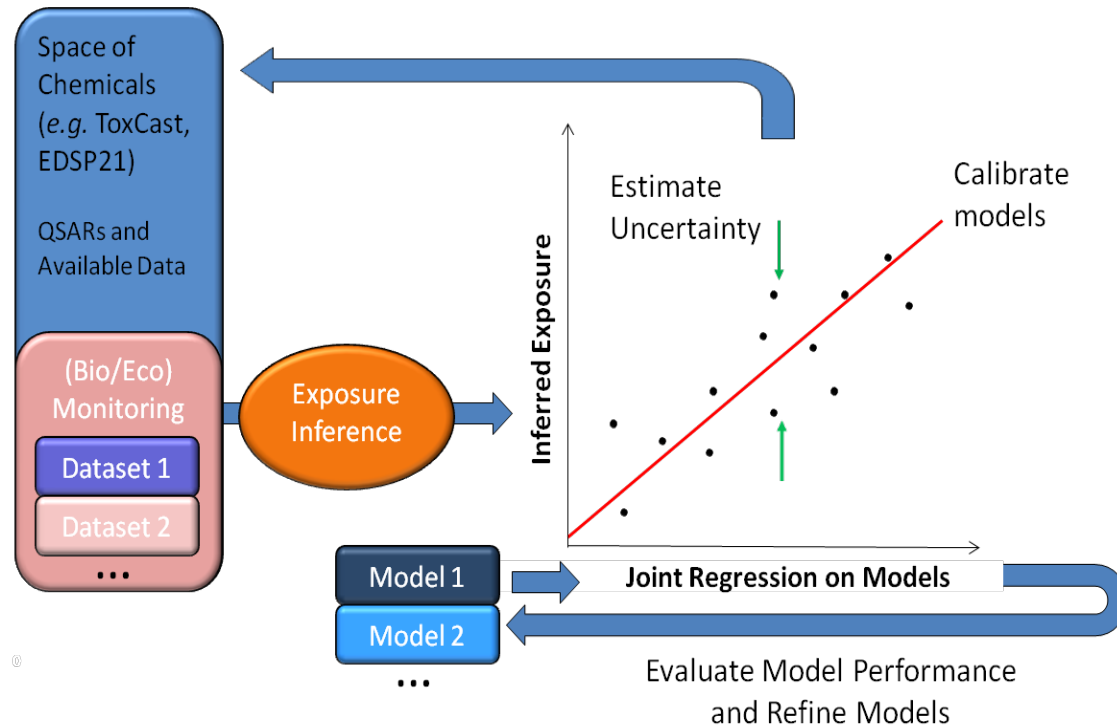 Space of
Chemicals
(e.g. ToxCast,
EDSP21)
QSARs and
Available Data
(Bio/Eco)
Monitoring
Dataset 1
Dataset 2
...
Exposure
Inference
Inferred Exposure
Estimate
Uncertainty
Calibrate
models
Joint Regression on Models
Model 1
Model 2
...
Evaluate Model Performance
and Refine Models
0